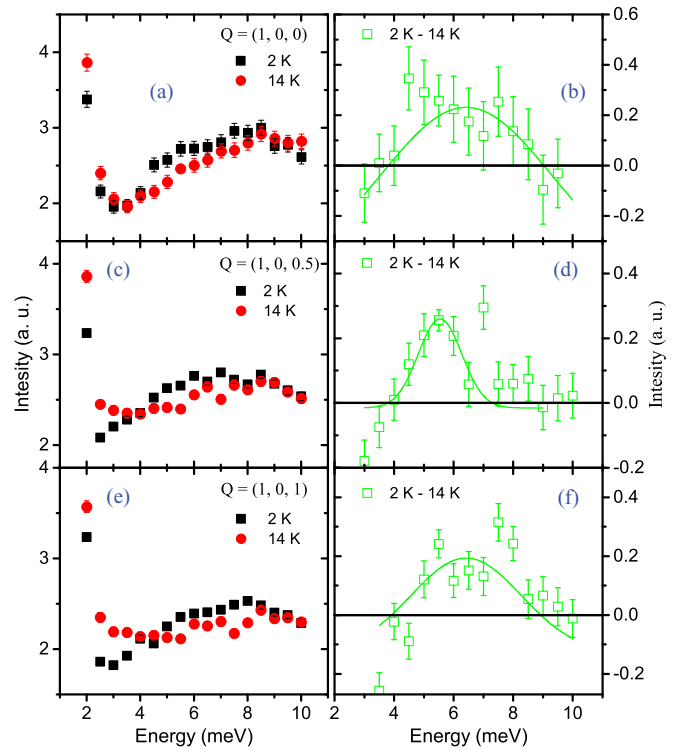 Q = (1, 0, 0)
2 K
14 K
(a)
4
3
2
2 K - 14 K
(b)
0.6
0.4
0.2
0.0
-0.2
Q = (1, 0, 0.5)
(c)
2 K
14 K
4
3
2
2 K - 14 K
(d)
0.4
0.2
0.0
-0.2
Q = (1, 0, 1)
(e)
2 K
14 K
4
3
2
2 K - 14 K
(f)
0.4
0.2
0.0
-0.2
Intesity (a. u.)
Intesity (a. u.)
2 4 6 8 10
4 6 8 10
Energy (meV)
Energy (meV)